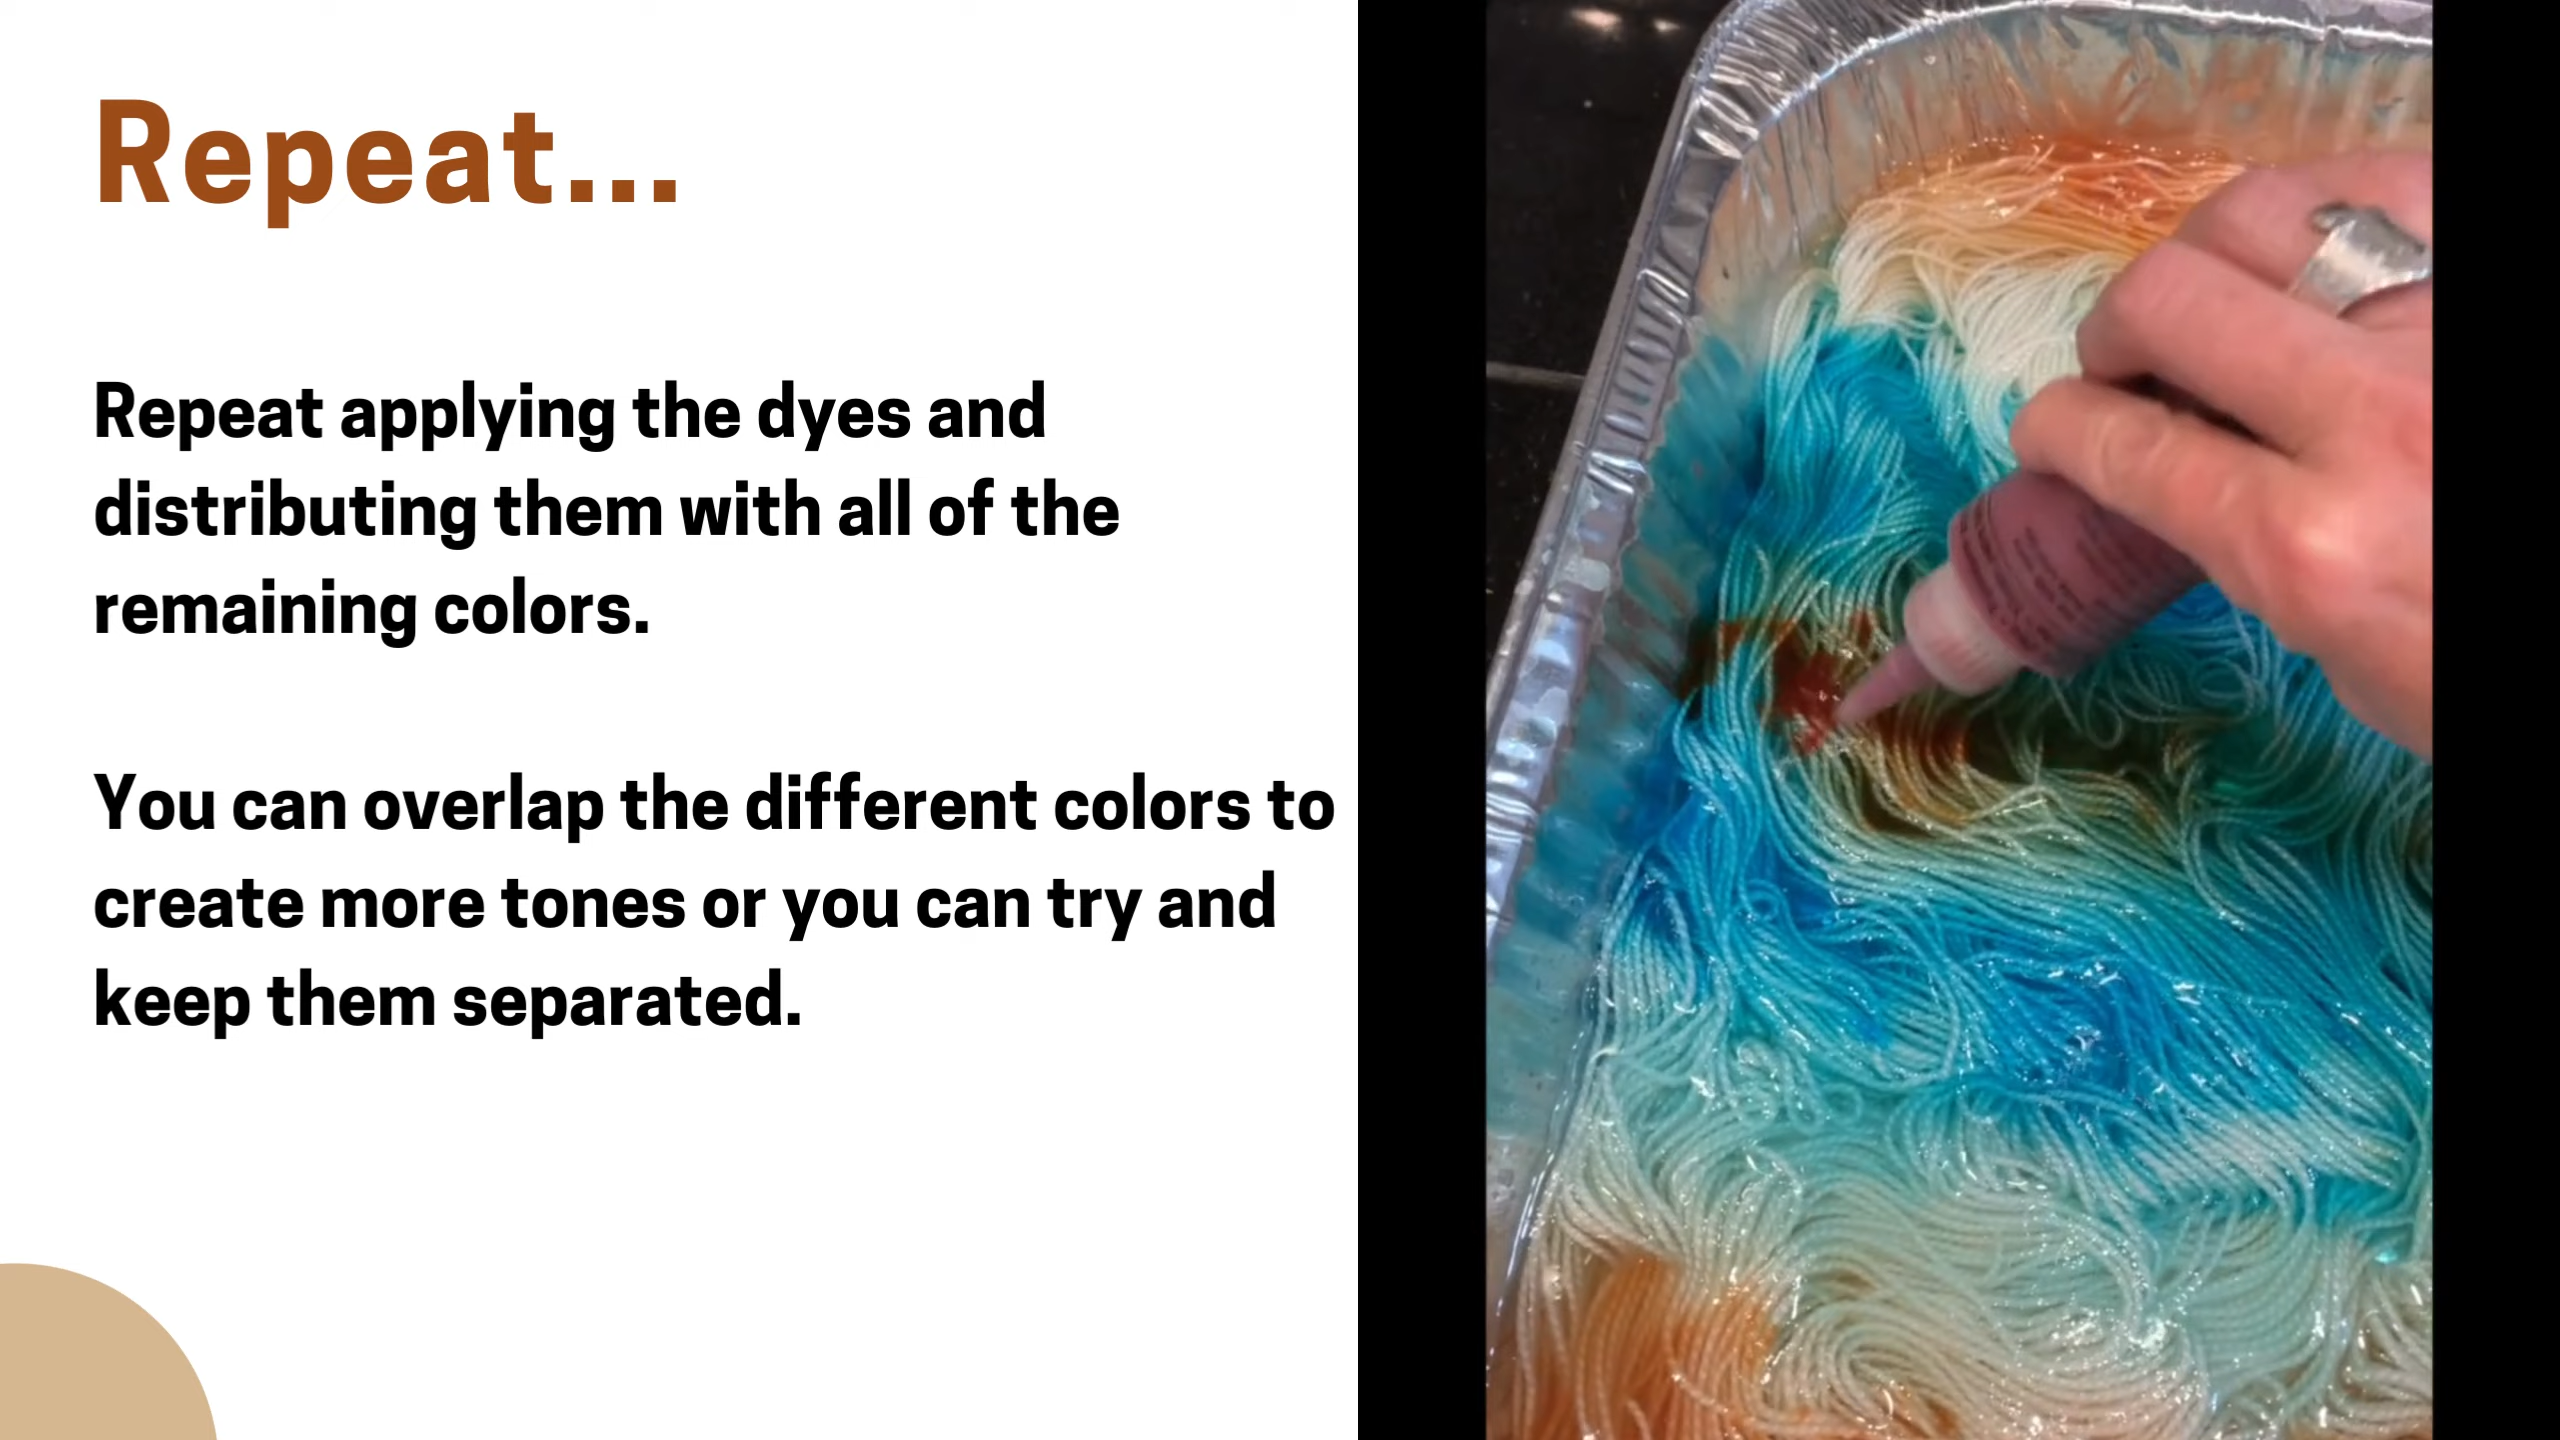 Repeat...
Repeat applying the dyes and
distributing them with all of the
remaining colors.
You can overlap the different colors to
create more tones or you can try and
keep them separated.